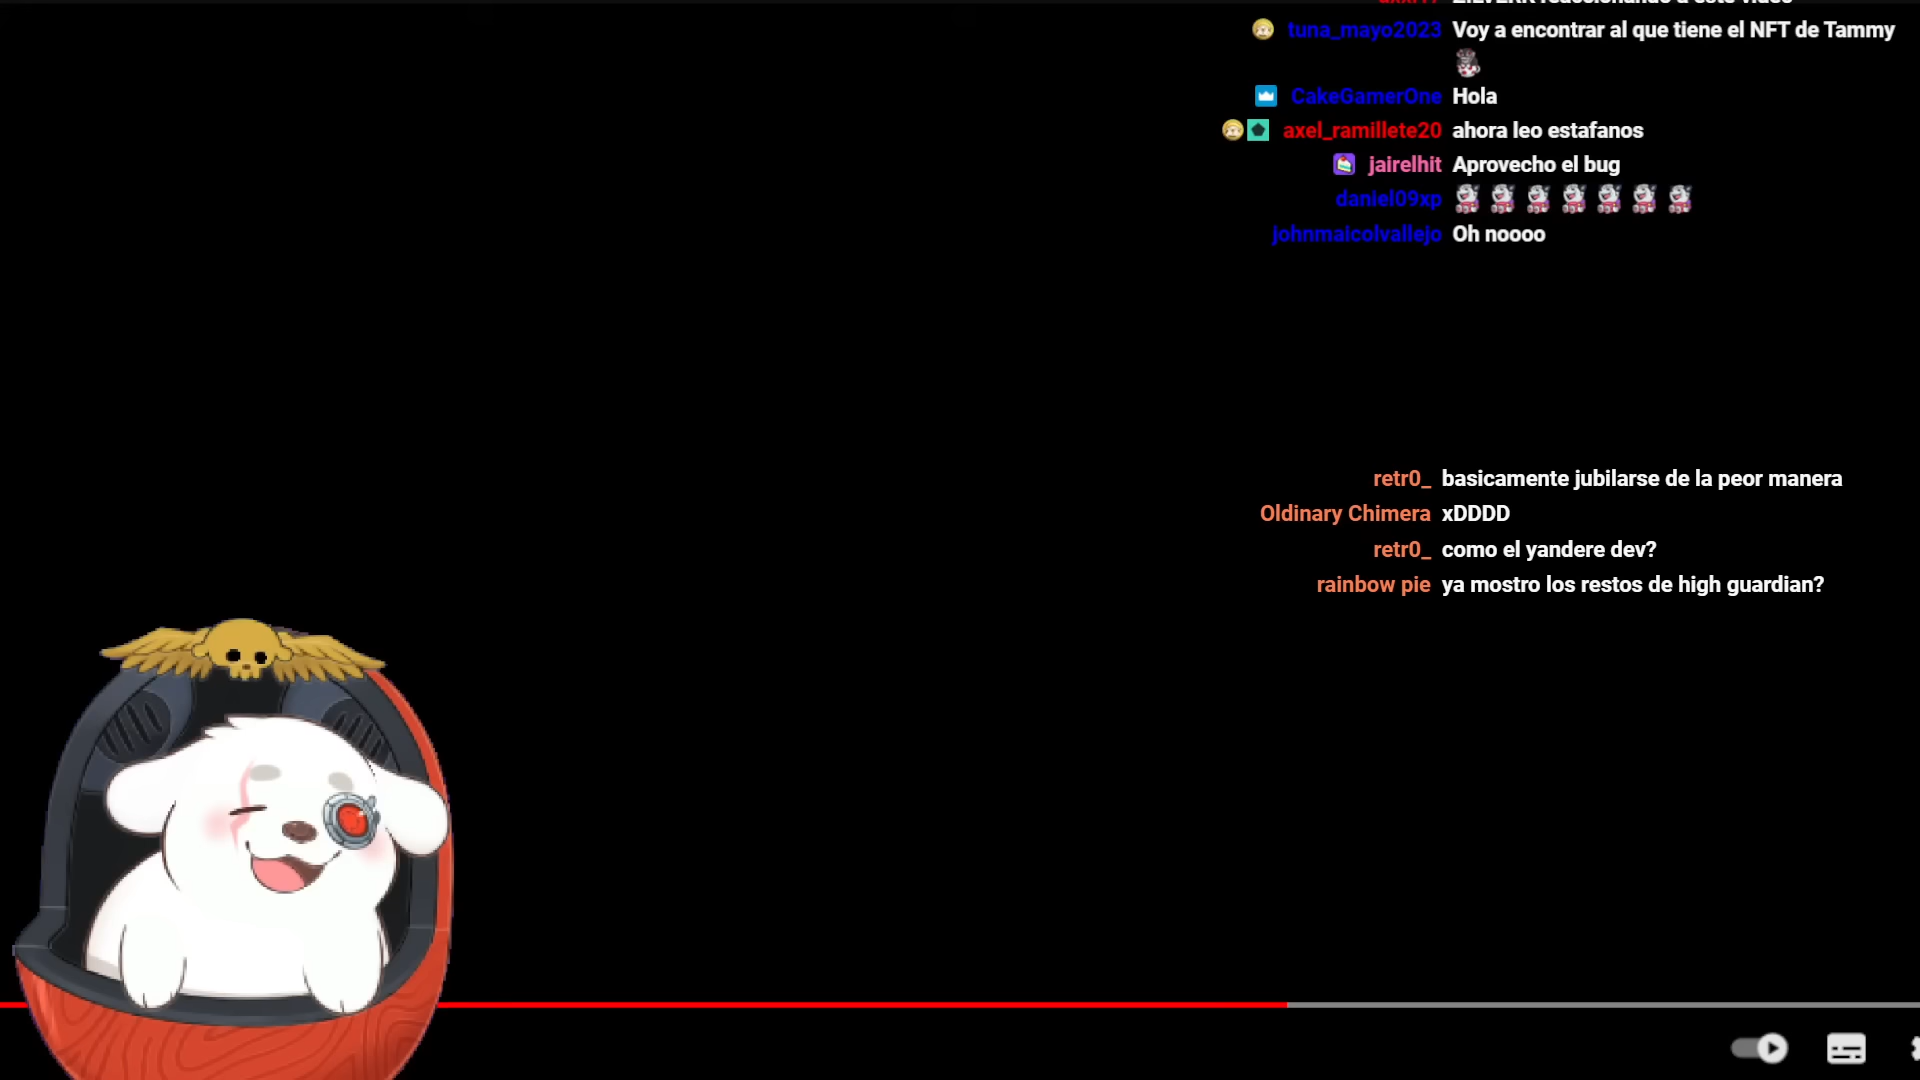 tuna_mayo2023 Voy a encontrar al que tiene el NFT de Tammy
CakeGamerOne Hola
axel_ramillete20 ahora leo estafanos
jairelhit Aprovecho el bug
daniel09xp
johnmalcolvallejo Oh noooo
retr0_ basicamente jubilarse de la peor manera
Oldinary Chimera xDDDD
retr0_ como el yandere dev?
rainbow pie ya mostro los restos de high guardian?